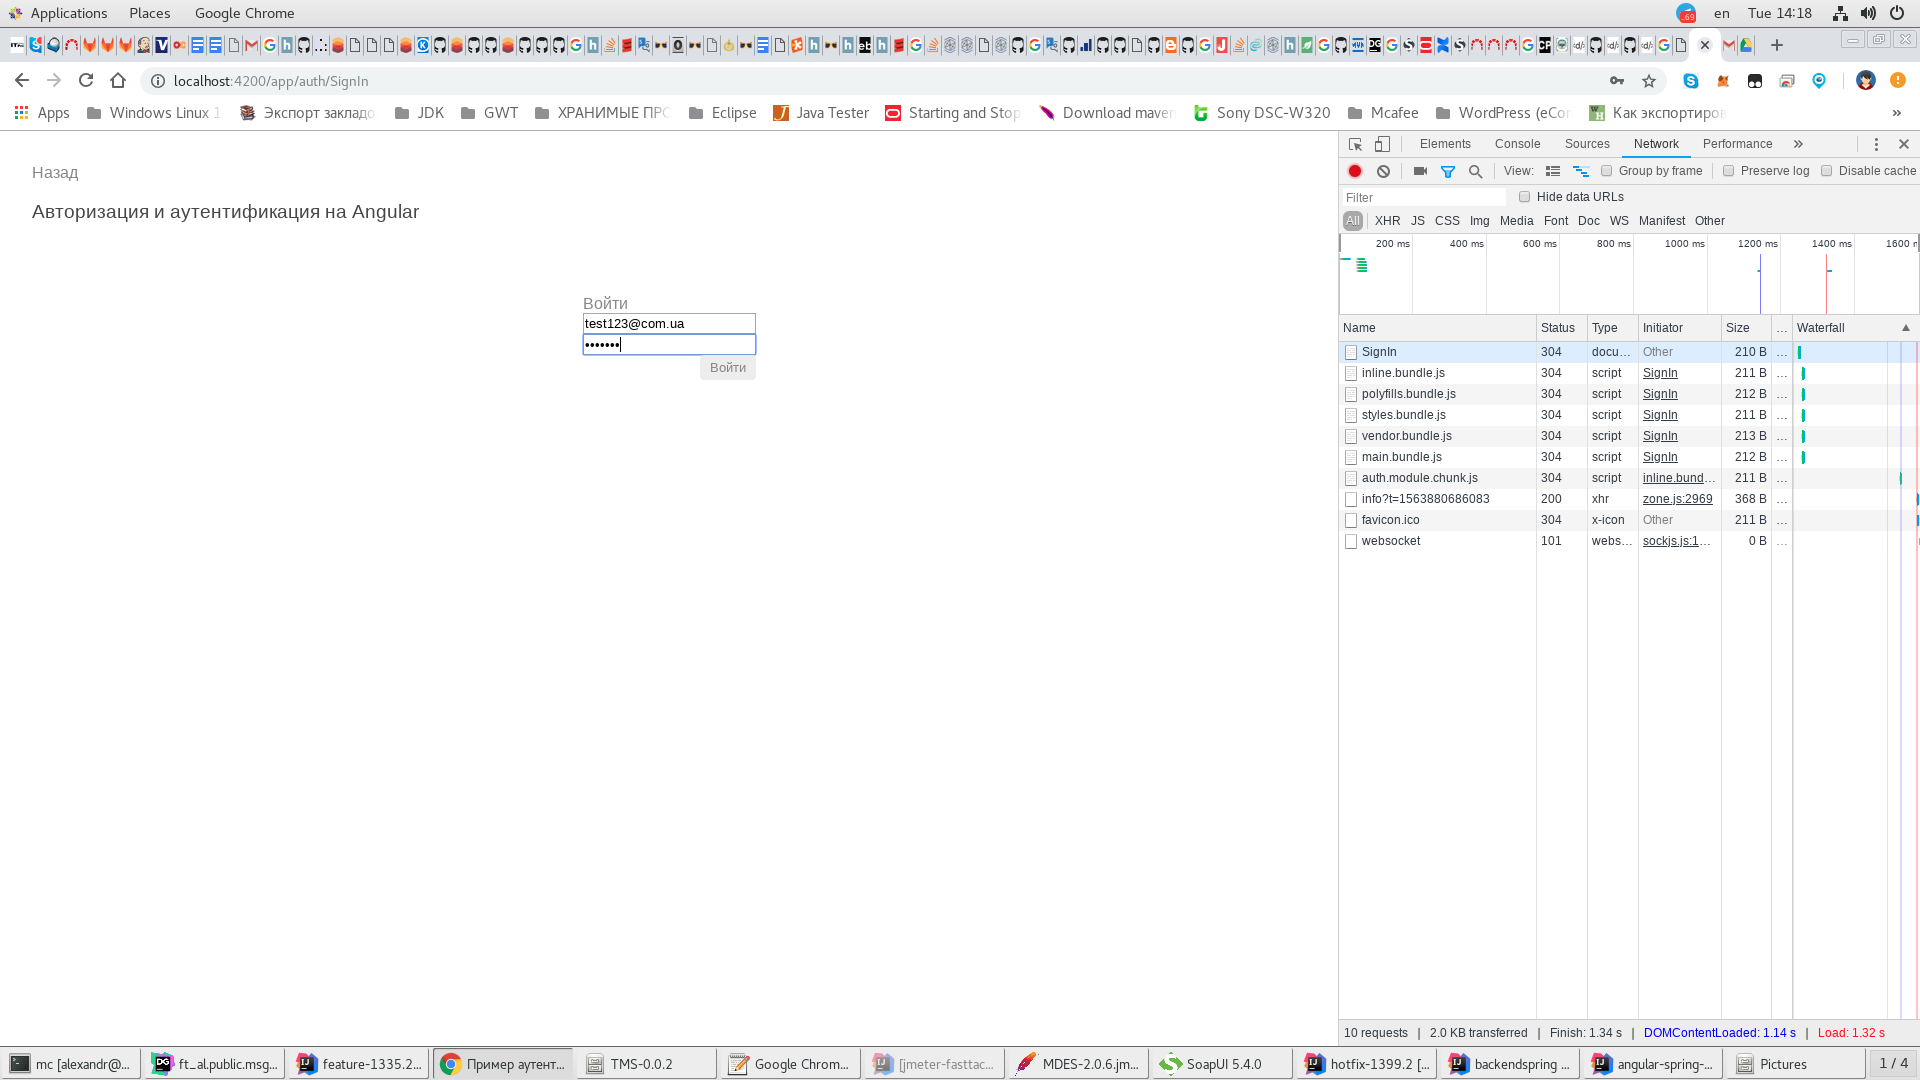 Applications Places Google Chrome
69 en Tue 14:18
localhost:4200/app/auth/SignIn
Apps Windows Linux 1 Экспорт закладо JDK GWT ХРАНИМЫЕ ПРО Eclipse Java Tester Starting and Stop Download maven Sony DSC-W320 Mcafee WordPress (eCor Как экспортиров »
Назад
Авторизация и аутентификация на Angular
Войти
test123@com.ua
•••••••
Войти
Elements Console Sources Network Performance »
View: Group by frame Preserve log Disable cache
Filter Hide data URLs
All XHR JS CSS Img Media Font Doc WS Manifest Other
200 ms 400 ms 600 ms 800 ms 1000 ms 1200 ms 1400 ms 1600 m
Name Status Type Initiator Size ... Waterfall
SignIn 304 docu... Other 210 B ...
inline.bundle.js 304 script SignIn 211 B ...
polyfills.bundle.js 304 script SignIn 212 B ...
styles.bundle.js 304 script SignIn 211 B ...
vendor.bundle.js 304 script SignIn 213 B ...
main.bundle.js 304 script SignIn 212 B ...
auth.module.chunk.js 304 script inline.bund... 211 B ...
info?t=1563880686083 200 xhr zone.js:2969 368 B ...
favicon.ico 304 x-icon Other 211 B ...
websocket 101 webs... sockjs.js:1... 0 B ...
10 requests | 2.0 KB transferred | Finish: 1.34 s | DOMContentLoaded: 1.14 s | Load: 1.32 s
mc [alexandr@... ft_al.public.msg... feature-1335.2... Пример аутент... TMS-0.0.2 Google Chrom... [jmeter-fasttac... MDES-2.0.6.jm... SoapUI 5.4.0 hotfix-1399.2 [... backendspring ... angular-spring-... Pictures 1 / 4